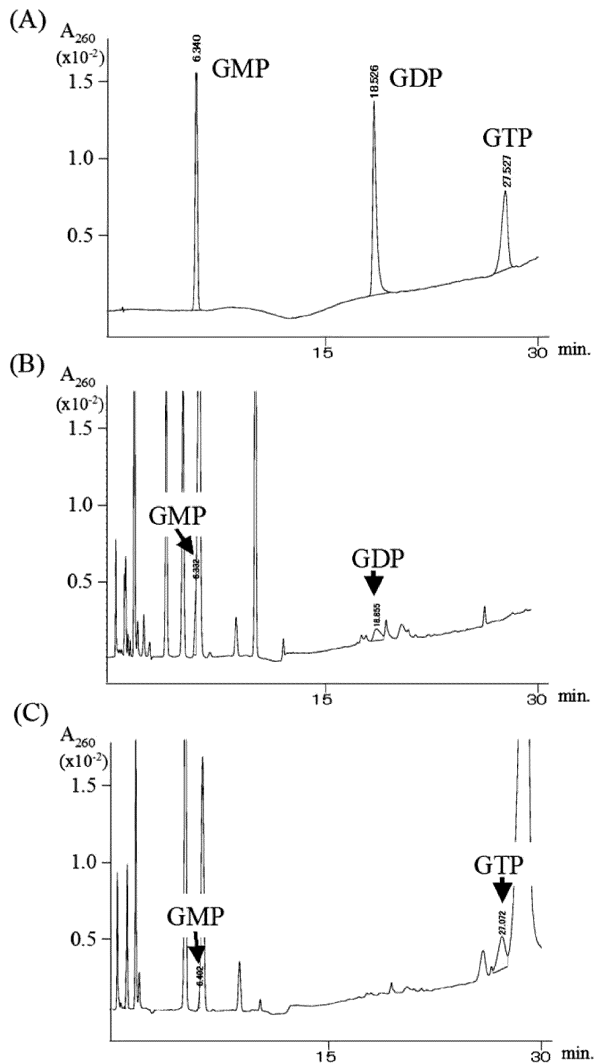 (A)
A260
(x10-2)
6.340
GMP
18.526
GDP
GTP
27.527
1.5
1.0
0.5
15
30
min.
(B)
A260
(x10-2)
1.5
1.0
GMP
6.332
0.5
GDP
18.855
15
30
min.
(C)
A260
(x10-2)
1.5
1.0
GTP
27.072
GMP
6.402
0.5
15
30
min.